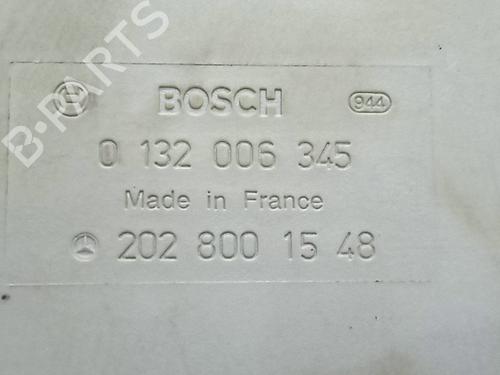 B-PARTS
BOSCH 944
0 132 006 345
Made in France
202 800 15 48